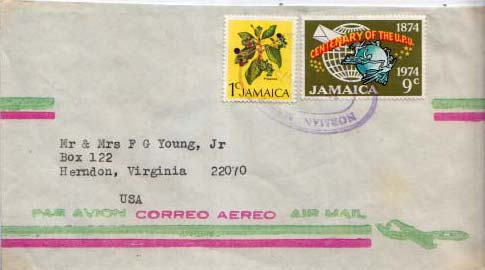 1c JAMAICA
CENTENARY OF THE U.P.U.
1874
1974
JAMAICA 9c
NORMAN
Mr & Mrs F G Young, Jr
Box 122
Herndon, Virginia 22070
USA
PAR AVION CORREO AEREO AIR MAIL